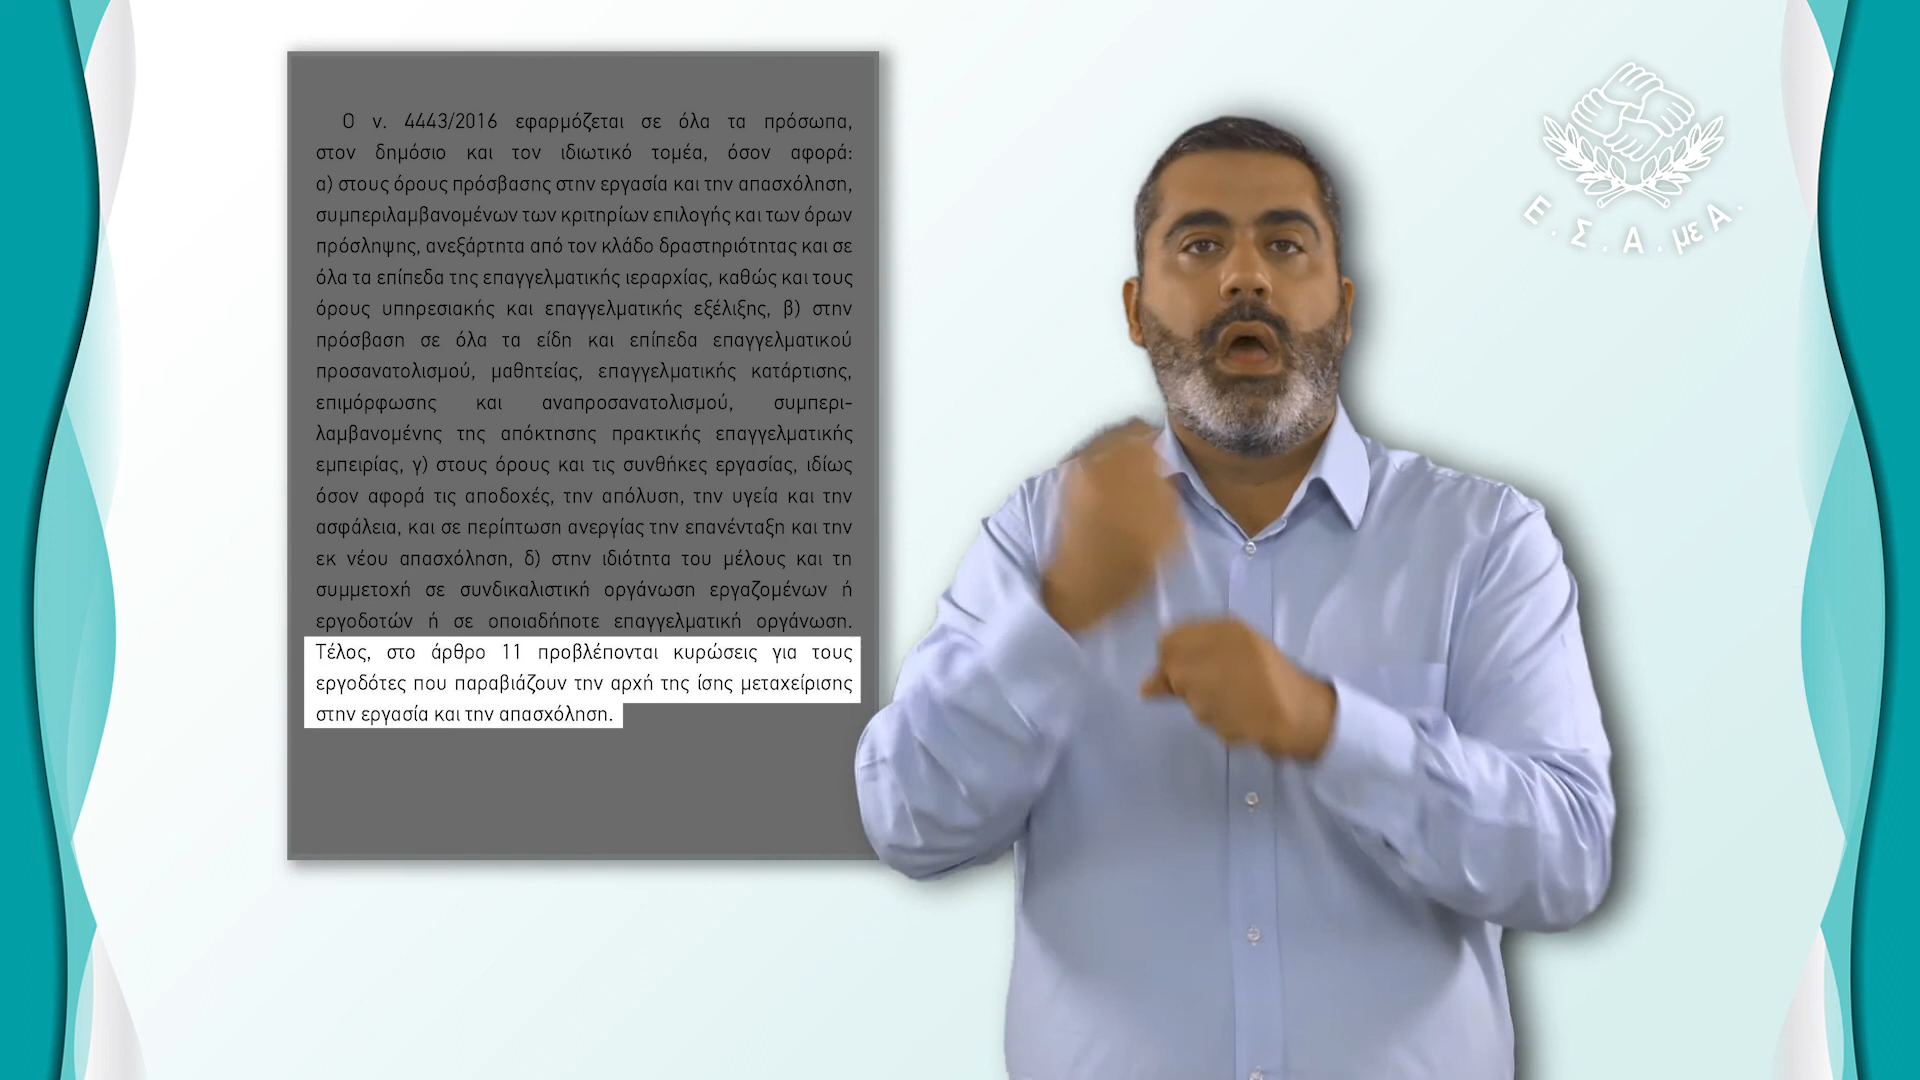 Ο ν. 4443/2016 εφαρμόζεται σε όλα τα πρόσωπα,
στον δημόσιο και τον ιδιωτικό τομέα, όσον αφορά:
α) στους όρους πρόσβασης στην εργασία και την απασχόληση,
συμπεριλαμβανομένων των κριτηρίων επιλογής και των όρων
πρόσληψης, ανεξάρτητα από τον κλάδο δραστηριότητας και σε
όλα τα επίπεδα της επαγγελματικής ιεραρχίας, καθώς και τους
όρους υπηρεσιακής και επαγγελματικής εξέλιξης, β) στην
πρόσβαση σε όλα τα είδη και επίπεδα επαγγελματικού
προσανατολισμού, μαθητείας, επαγγελματικής κατάρτισης,
επιμόρφωσης και αναπροσανατολισμού, συμπερι-
λαμβανομένης της απόκτησης πρακτικής επαγγελματικής
εμπειρίας, γ) στους όρους και τις συνθήκες εργασίας, ιδίως
όσον αφορά τις αποδοχές, την απόλυση, την υγεία και την
ασφάλεια, και σε περίπτωση ανεργίας την επανένταξη και την
εκ νέου απασχόληση, δ) στην ιδιότητα του μέλους και τη
συμμετοχή σε συνδικαλιστική οργάνωση εργαζομένων ή
εργοδοτών ή σε οποιαδήποτε επαγγελματική οργάνωση.
Τέλος, στο άρθρο 11 προβλέπονται κυρώσεις για τους
εργοδότες που παραβιάζουν την αρχή της ίσης μεταχείρισης
στην εργασία και την απασχόληση.
Ε.Σ.Α.μεΑ.